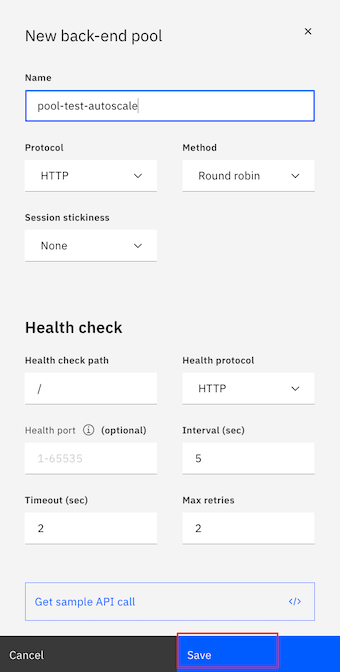 New back-end pool
Name
pool-test-autoscale
Protocol
Method
HTTP
Round robin
Session stickiness
None
Health check
Health check path
Health protocol
/
HTTP
Health port (optional)
Interval (sec)
1-65535
5
Timeout (sec)
Max retries
2
2
Get sample API call </>
Cancel
Save